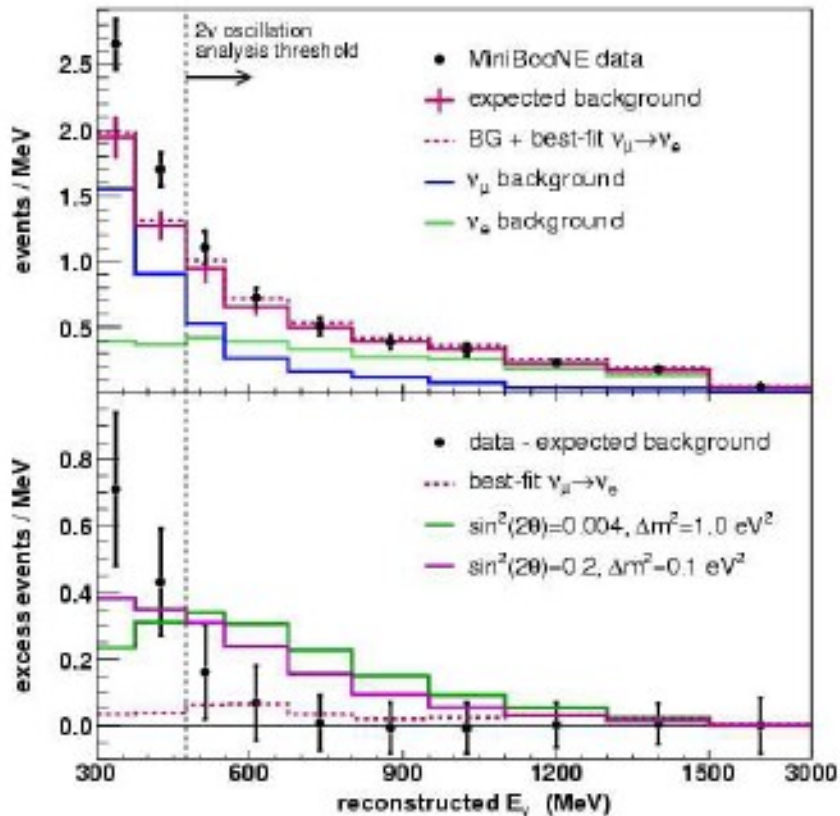 2ν oscillation
analysis threshold
MiniBooNE data
expected background
BG + best-fit νμ→νe
νμ background
νe background
events / MeV
2.5
2.0
1.5
1.0
0.5
data - expected background
best-fit νμ→νe
sin²(2θ)=0.004, Δm²=1.0 eV²
sin²(2θ)=0.2, Δm²=0.1 eV²
excess events / MeV
0.8
0.6
0.4
0.2
0.0
300 600 900 1200 1500 3000
reconstructed Eν (MeV)